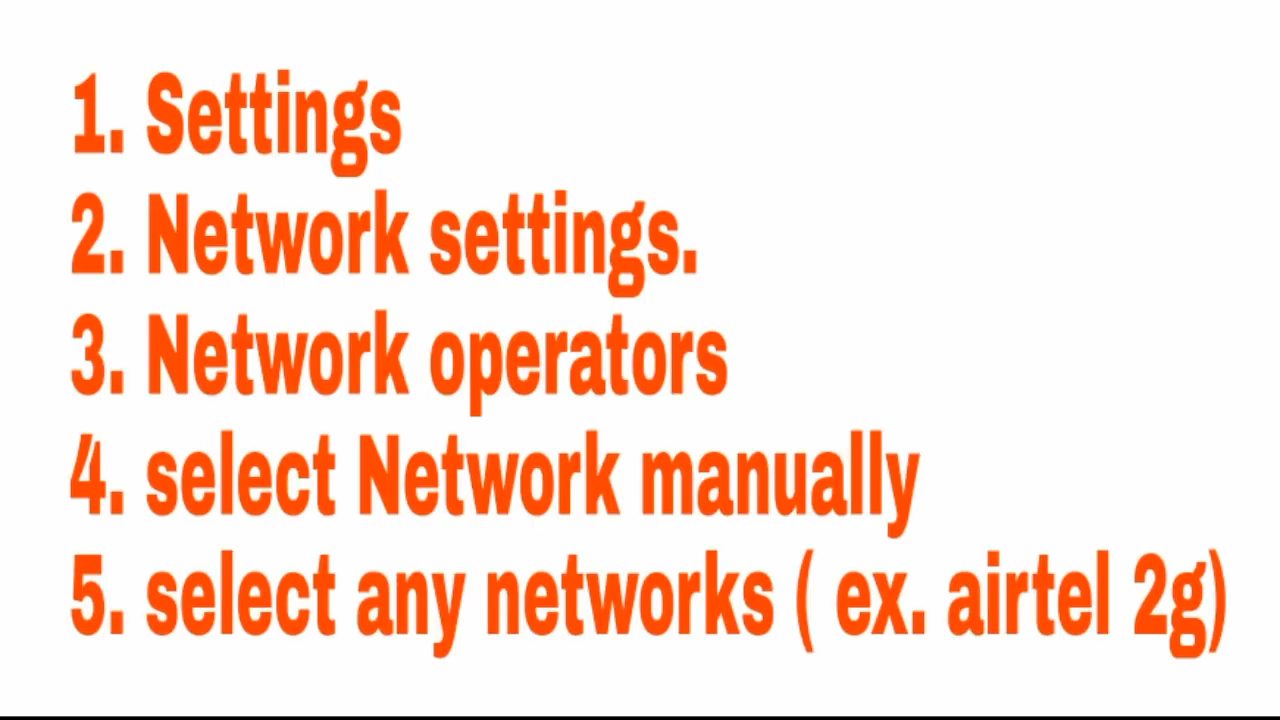 1. Settings
2. Network settings.
3. Network operators
4. select Network manually
5. select any networks ( ex. airtel 2g)